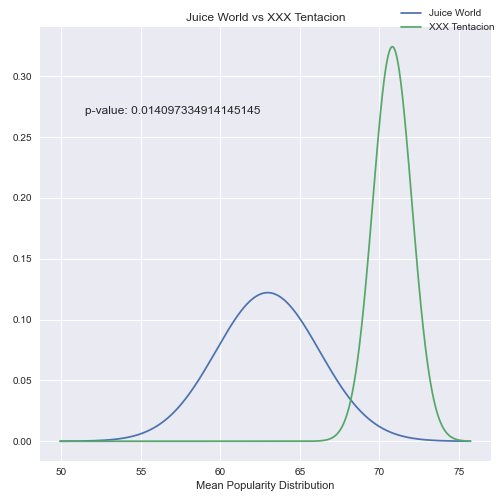 Juice World vs XXX Tentacion
Juice World
XXX Tentacion
p-value: 0.014097334914145145
0.30
0.25
0.20
0.15
0.10
0.05
0.00
50 55 60 65 70 75
Mean Popularity Distribution